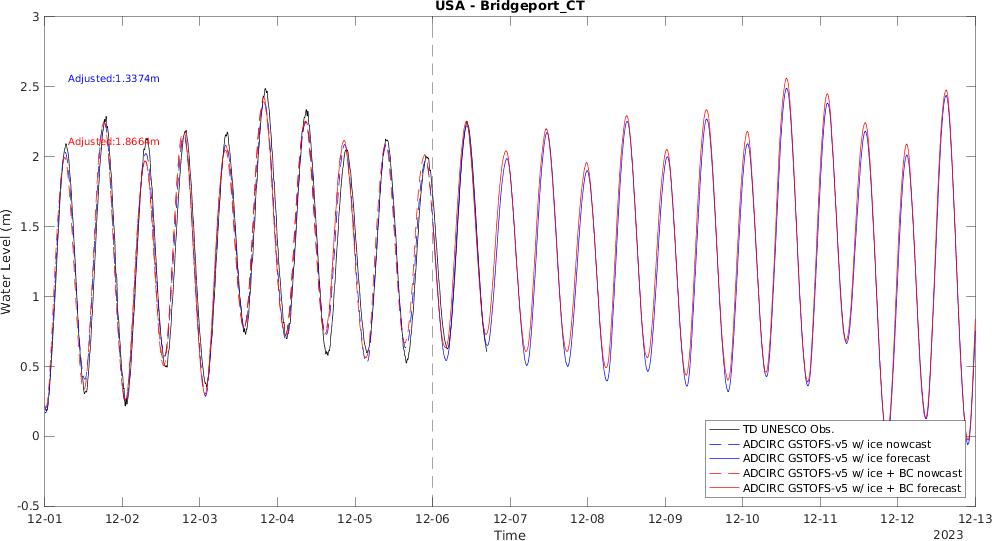 USA - Bridgeport_CT
3
2.5
2
1.5
1
0.5
0
-0.5
Water Level (m)
Adjusted:1.3374m
Adjusted:1.8664m
TD UNESCO Obs.
ADCIRC GSTOFS-v5 w/ ice nowcast
ADCIRC GSTOFS-v5 w/ ice forecast
ADCIRC GSTOFS-v5 w/ ice + BC nowcast
ADCIRC GSTOFS-v5 w/ ice + BC forecast
12-01 12-02 12-03 12-04 12-05 12-06 12-07 12-08 12-09 12-10 12-11 12-12 12-13
Time
2023